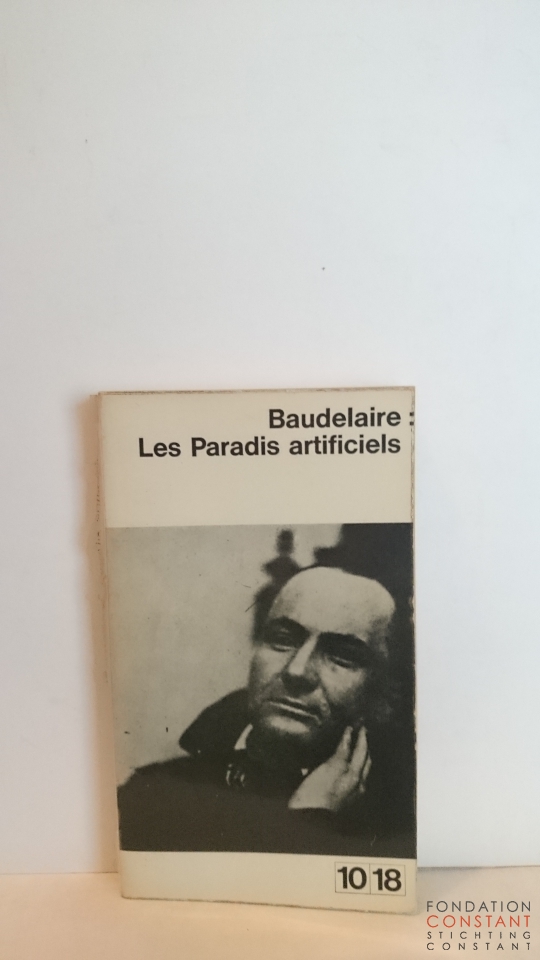 Baudelaire :
Les Paradis artificiels
10 18
FONDATION
CONSTANT
STICHTING
CONSTANT